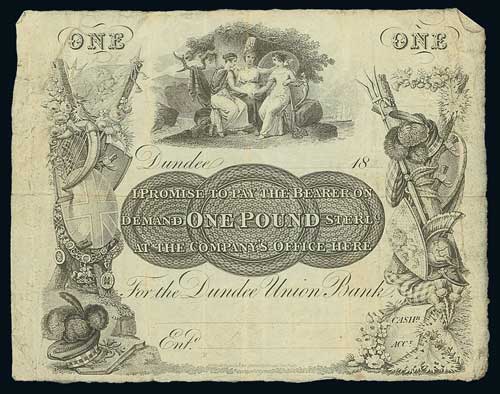 ONE ONE
Dundee 18
I PROMISE TO PAY THE BEARER ON
DEMAND ONE POUND STERL
AT THE COMPANY'S OFFICE HERE
For the Dundee Union Bank
CASHR.
Entd.
ACCT.